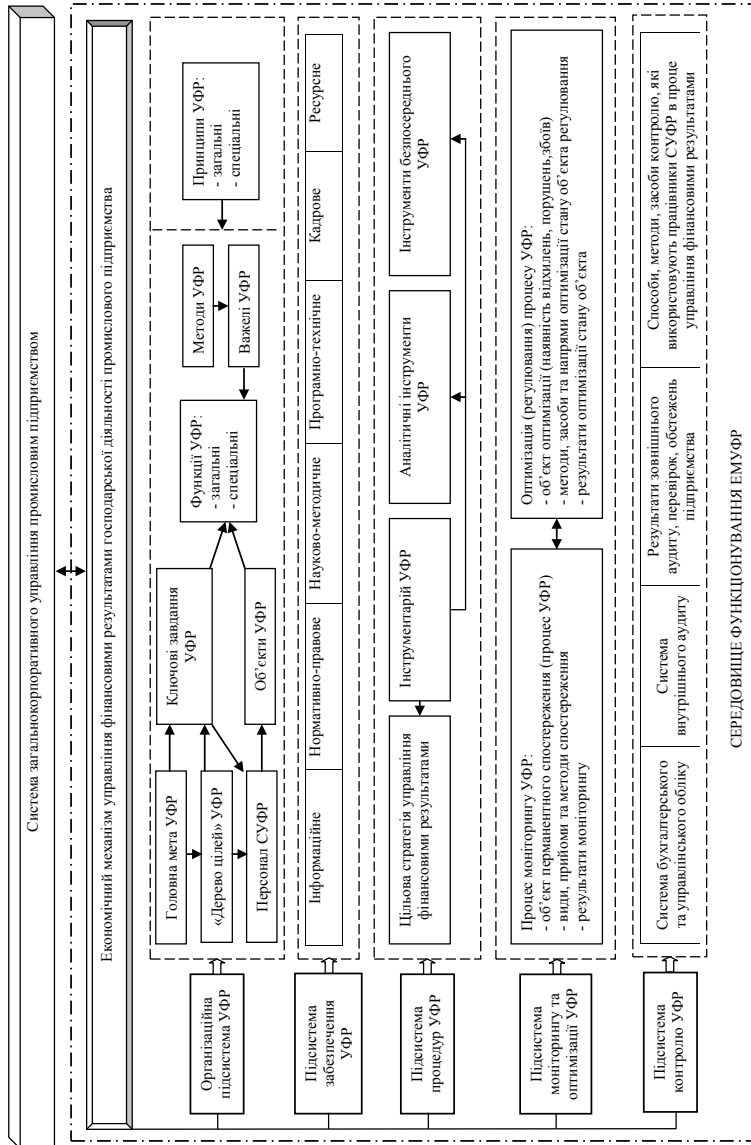 Система загальнокорпоративного управління промисловим підприємством
Економічний механізм управління фінансовими результатами господарської діяльності промислового підприємства
Організаційна
підсистема УФР
Головна мета УФР
«Дерево цілей» УФР
Персонал СУФР
Ключові завдання
УФР
Об’єкти УФР
Функції УФР:
- загальні
- спеціальні
Методи УФР
Важелі УФР
Принципи УФР:
- загальні
- спеціальні
Підсистема
забезпечення
УФР
Інформаційне
Нормативно-правове
Науково-методичне
Програмно-технічне
Кадрове
Ресурсне
Підсистема
процедур УФР
Цільова стратегія управління
фінансовими результатами
Інструментарій УФР
Аналітичні інструменти
УФР
Інструменти безпосереднього
УФР
Підсистема
моніторингу та
оптимізації УФР
Процес моніторингу УФР:
- об’єкт перманентного спостереження (процес УФР)
- види, прийоми та методи спостереження
- результати моніторингу
Оптимізація (регулювання) процесу УФР:
- об’єкт оптимізації (наявність відхилень, порушень,збоїв)
- методи, засоби та напрями оптимізації стану об’єкта регулювання
- результати оптимізації стану об’єкта
Підсистема
контролю УФР
Система бухгалтерського
та управлінського обліку
Система
внутрішнього аудиту
Результати зовнішнього
аудиту, перевірок, обстежень
підприємства
Способи, методи, засоби контролю, які
використовують працівники СУФР в проце
управління фінансовими результатами
СЕРЕДОВИЩЕ ФУНКЦІОНУВАННЯ ЕМУФР